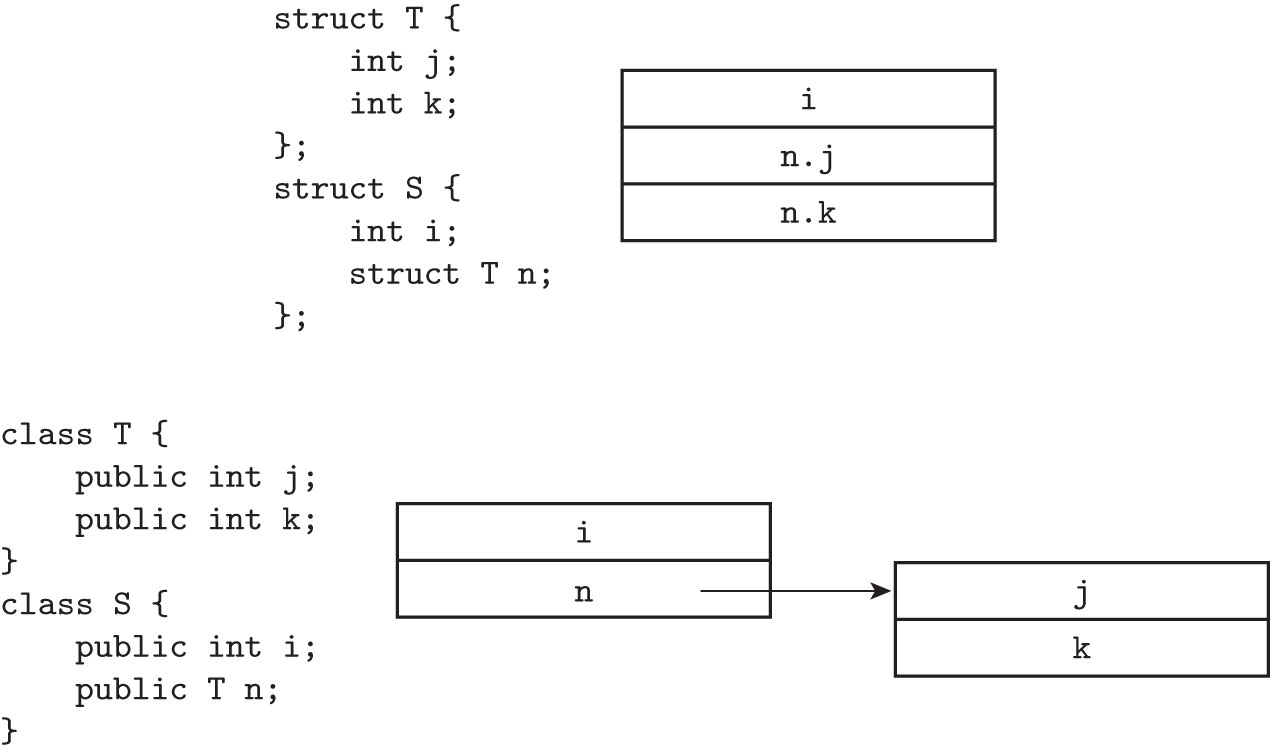 struct T {
    int j;
    int k;
};
struct S {
    int i;
    struct T n;
};
i
n.j
n.k
class T {
    public int j;
    public int k;
}
class S {
    public int i;
    public T n;
}
i
n
j
k